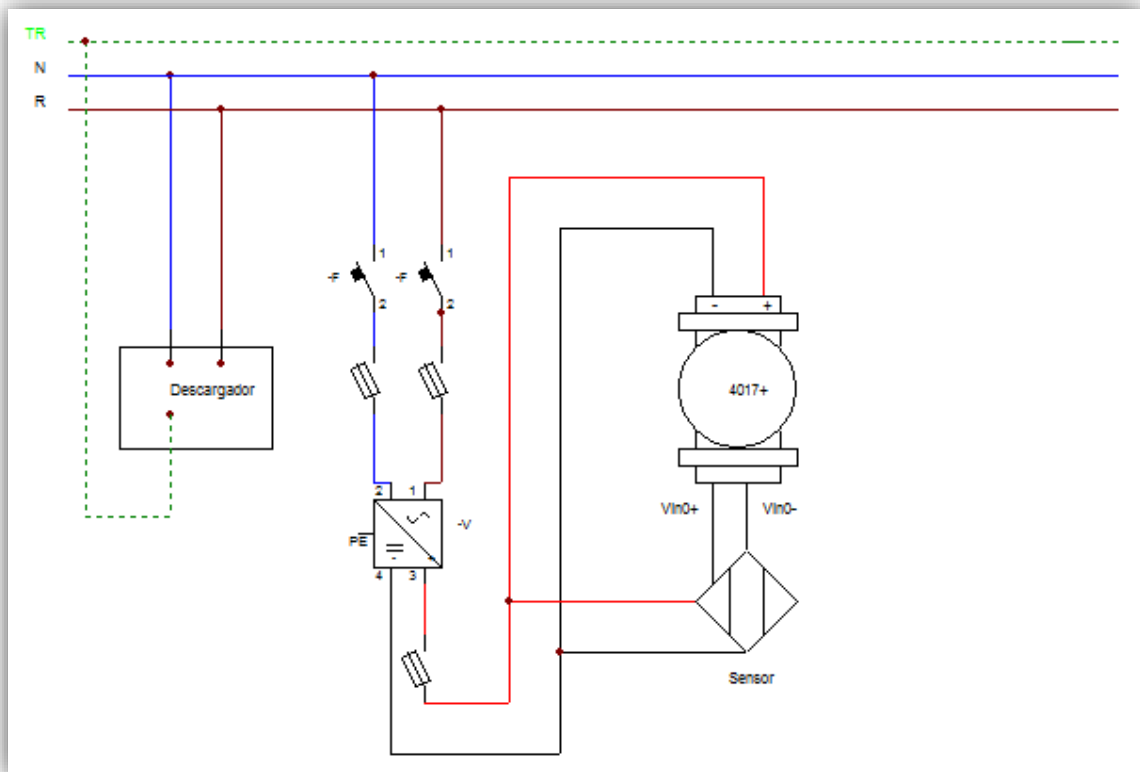 TR
N
R
1 1
-F -F
2 2
- +
Descargador
4017+
2 1
VIn0+ VIn0-
-V
PE
- +
4 3
Sensor